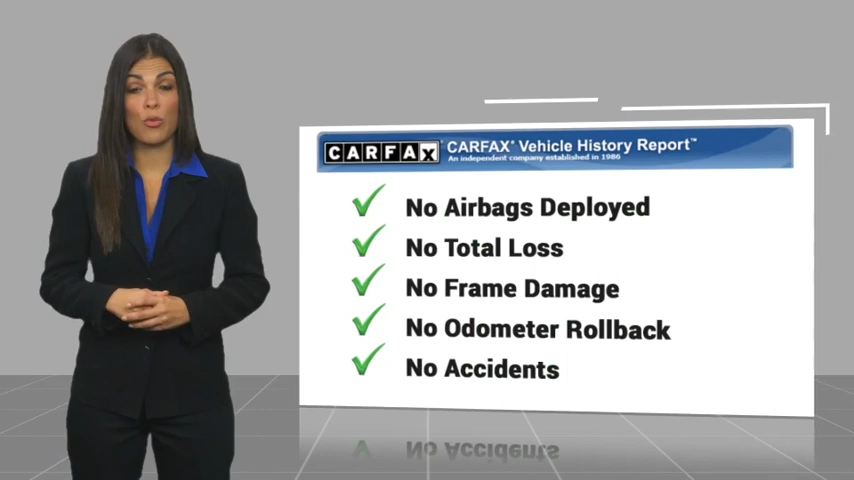 CARFAX CARFAX® Vehicle History Report™
An independent company established in 1986
No Airbags Deployed
No Total Loss
No Frame Damage
No Odometer Rollback
No Accidents
No Accidents